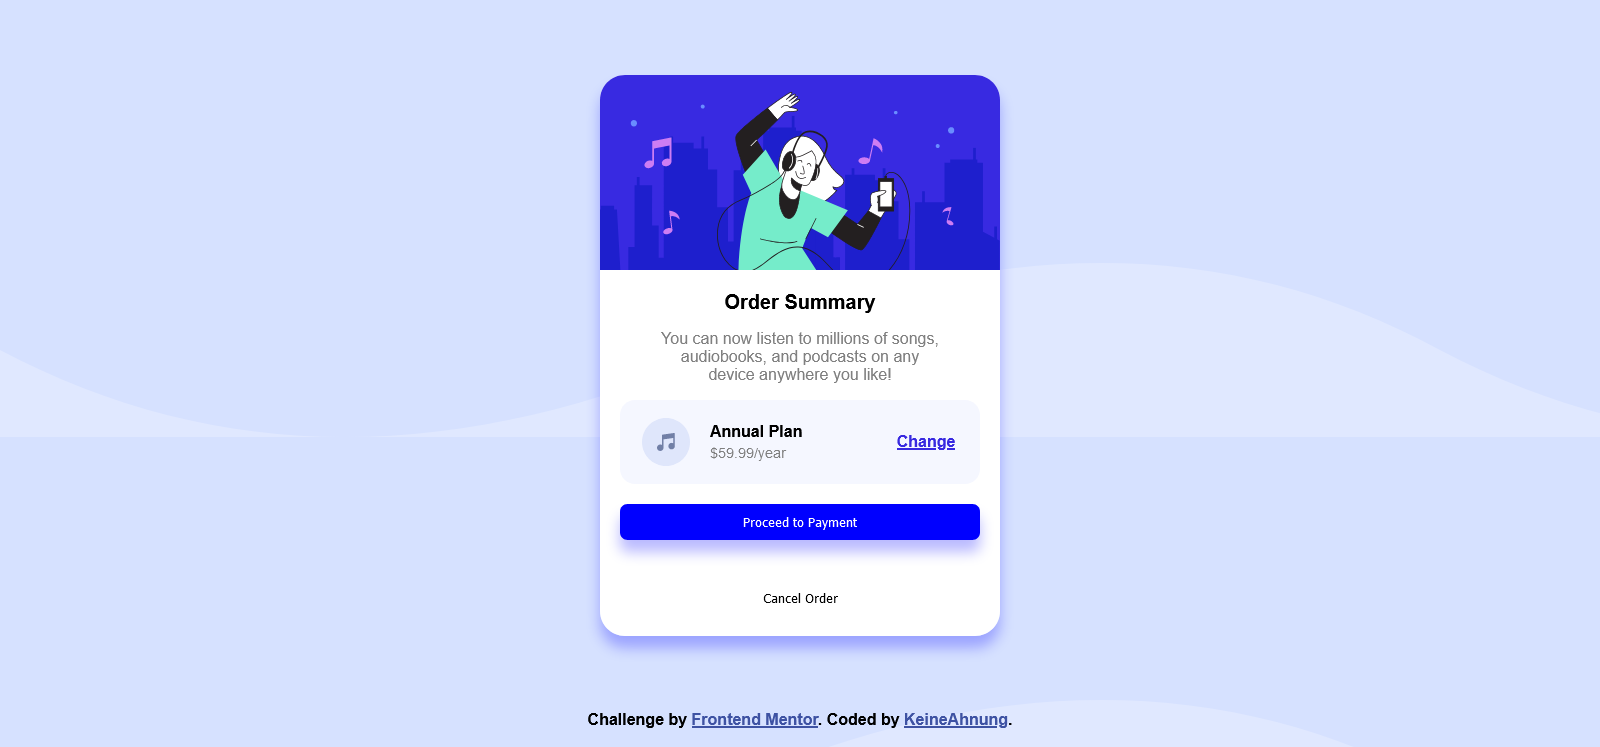 Order Summary
You can now listen to millions of songs,
audiobooks, and podcasts on any
device anywhere you like!
Annual Plan
$59.99/year
Change
Proceed to Payment
Cancel Order
Challenge by Frontend Mentor. Coded by KeineAhnung.